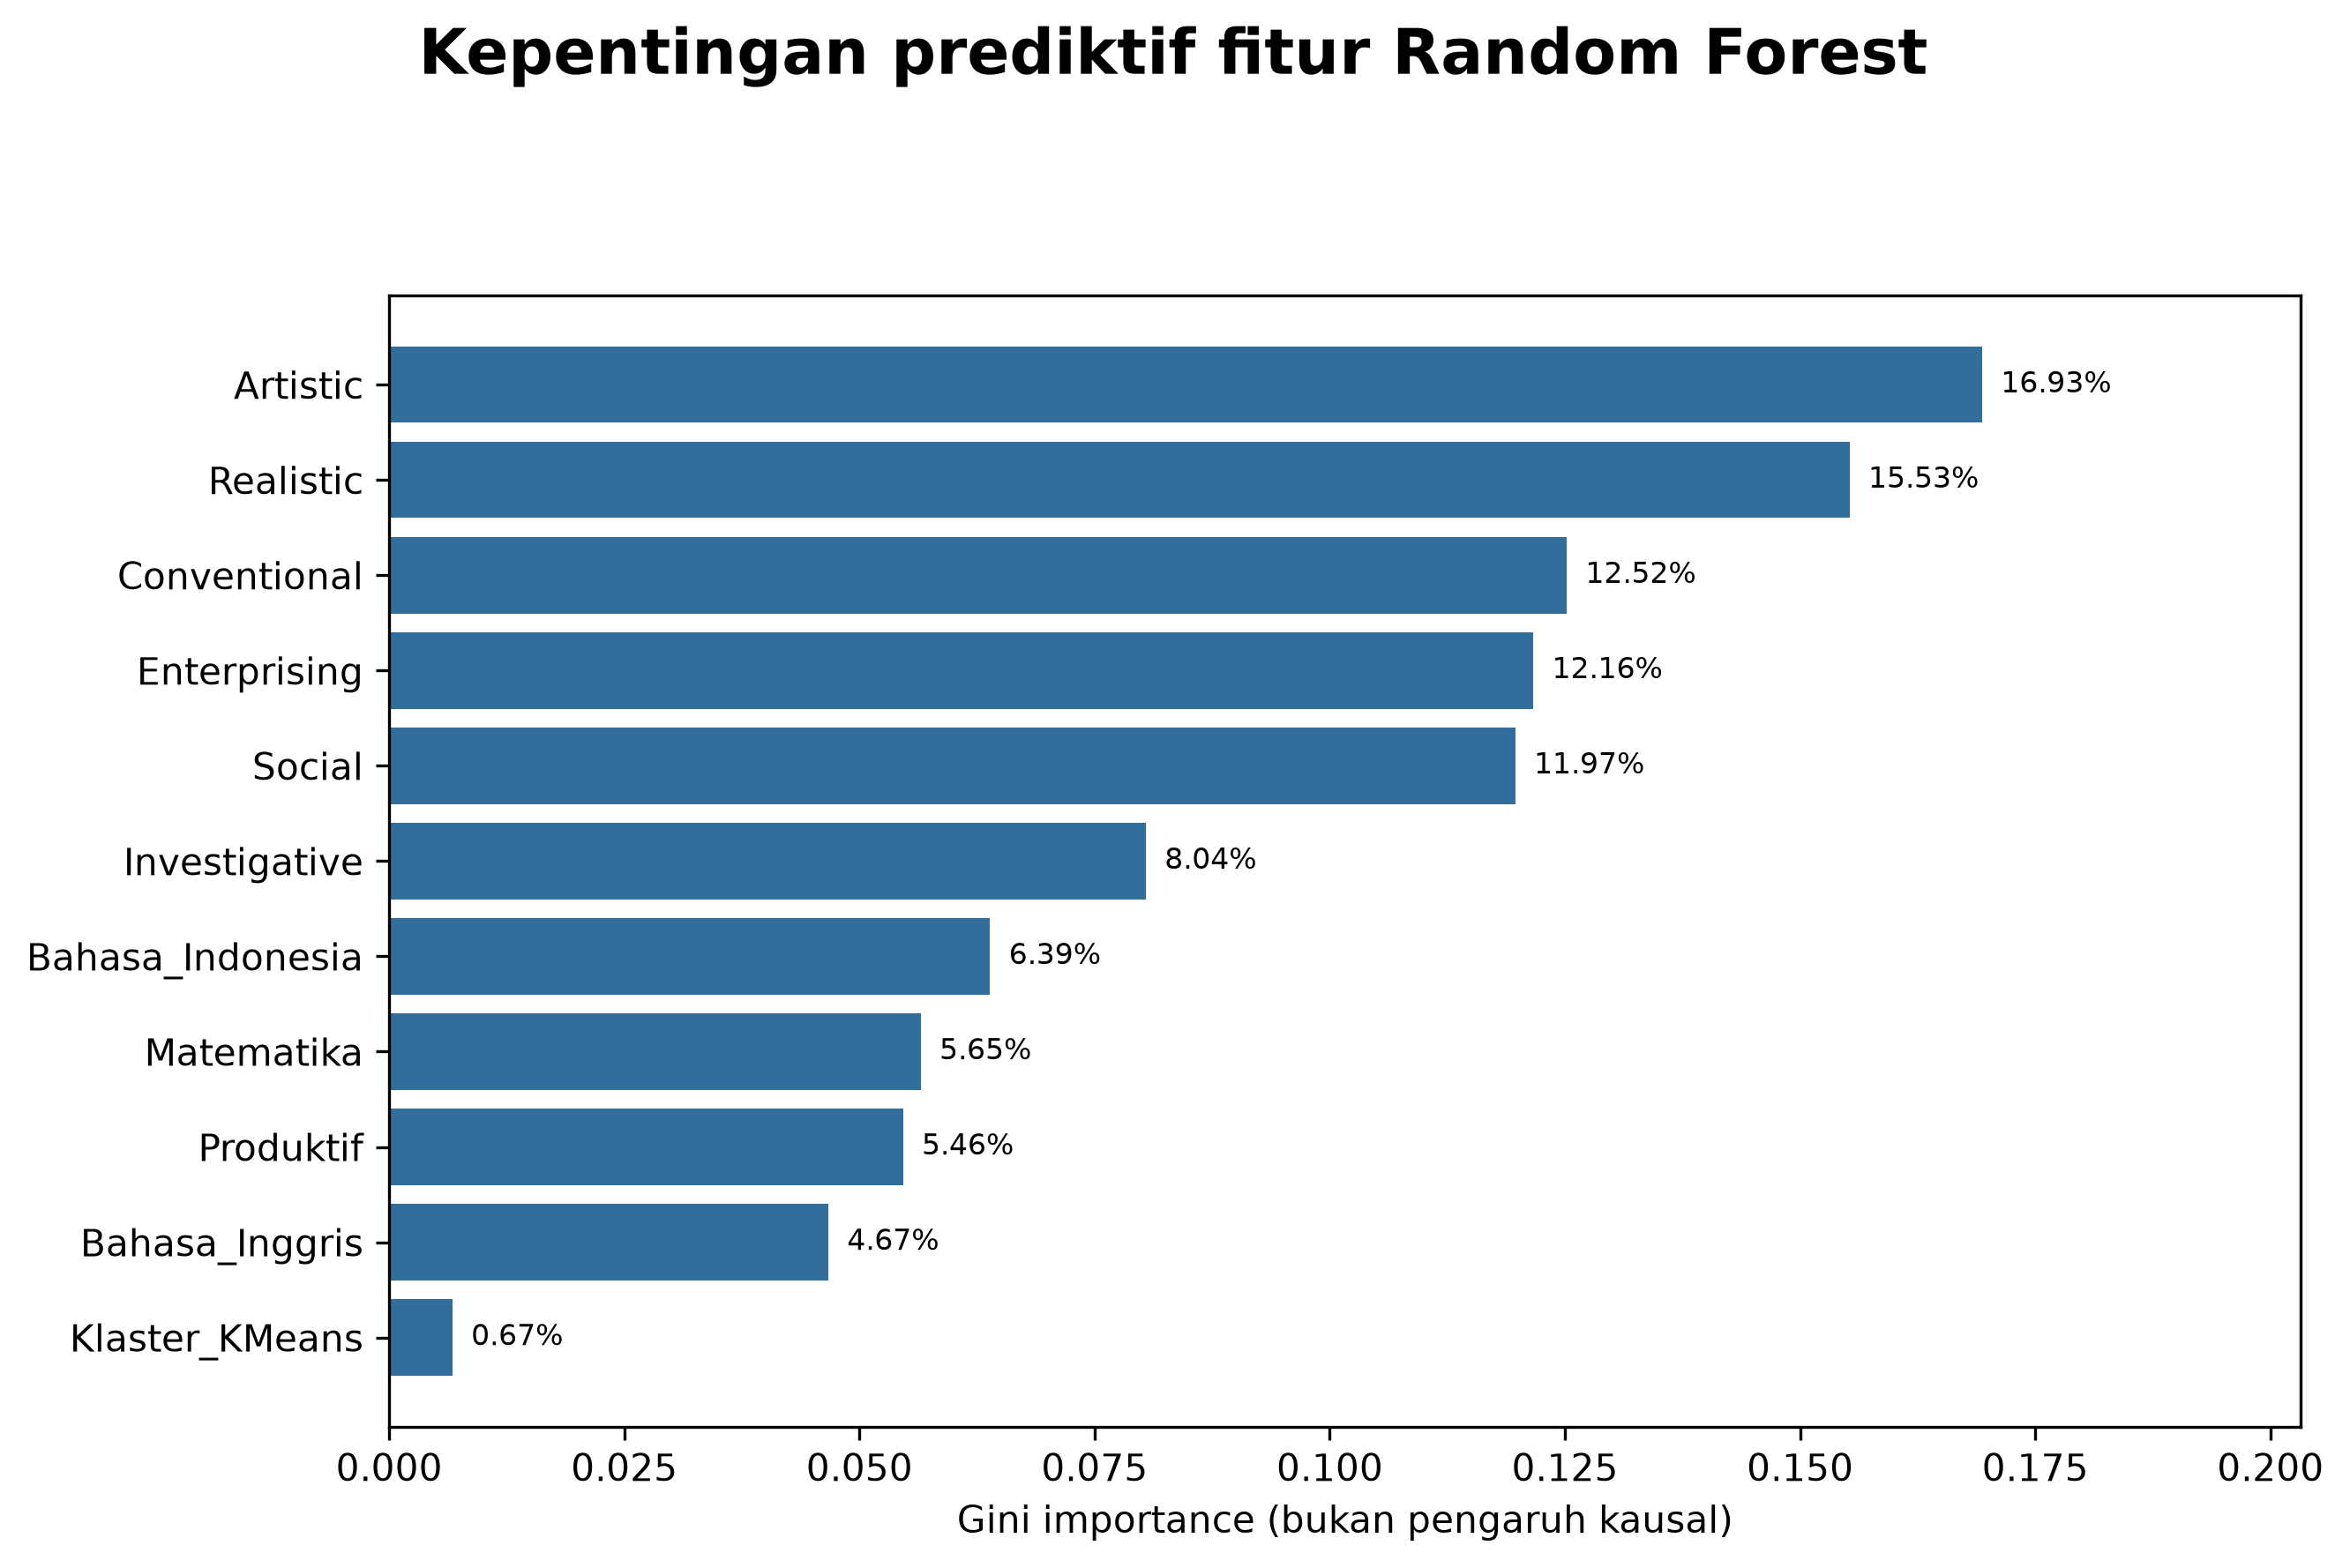 Kepentingan prediktif fitur Random Forest
Artistic 16.93%
Realistic 15.53%
Conventional 12.52%
Enterprising 12.16%
Social 11.97%
Investigative 8.04%
Bahasa_Indonesia 6.39%
Matematika 5.65%
Produktif 5.46%
Bahasa_Inggris 4.67%
Klaster_KMeans 0.67%
0.000 0.025 0.050 0.075 0.100 0.125 0.150 0.175 0.200
Gini importance (bukan pengaruh kausal)